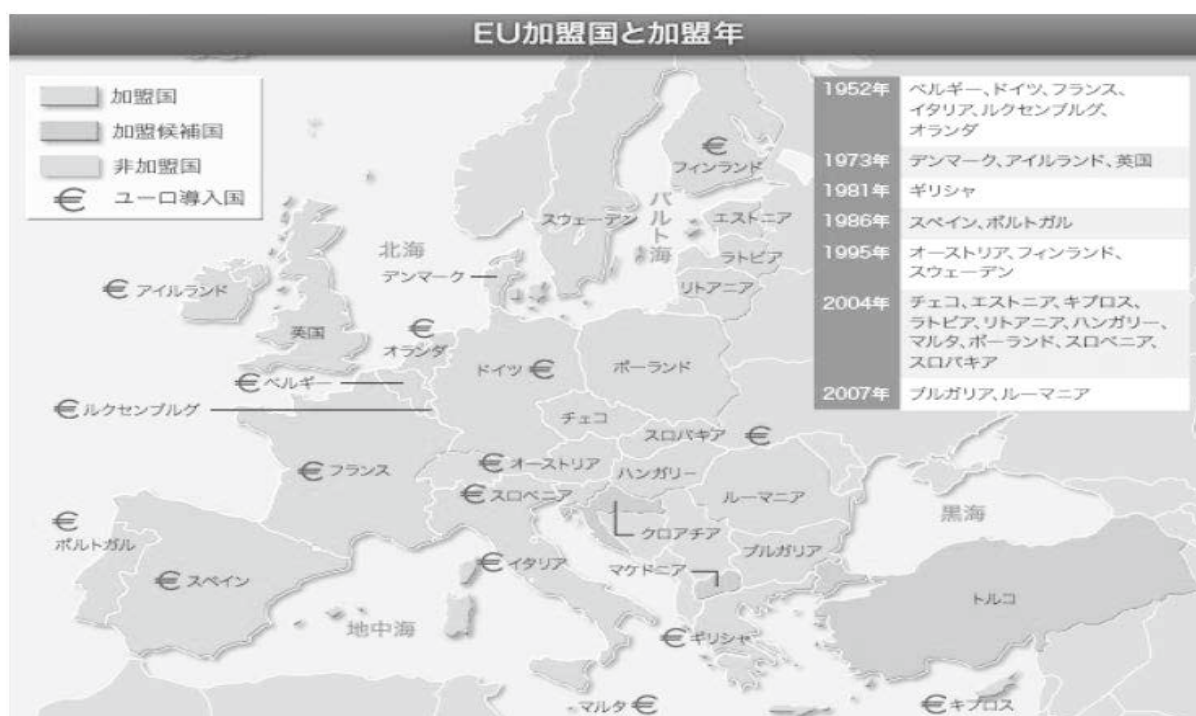 EU加盟国と加盟年
加盟国
加盟候補国
非加盟国
€ ユーロ導入国
1952年 ベルギー、ドイツ、フランス、
イタリア、ルクセンブルグ、
オランダ
1973年 デンマーク、アイルランド、英国
1981年 ギリシャ
1986年 スペイン、ポルトガル
1995年 オーストリア、フィンランド、
スウェーデン
2004年 チェコ、エストニア、キプロス、
ラトビア、リトアニア、ハンガリー、
マルタ、ポーランド、スロベニア、
スロバキア
2007年 ブルガリア、ルーマニア
€
フィンランド
スウェーデン
バルト海
エストニア
ラトビア
リトアニア
北海
デンマーク
€ アイルランド
英国
€
オランダ
ドイツ €
ポーランド
€ ベルギー
€ ルクセンブルグ
チェコ
スロバキア €
€ フランス
€ オーストリア
ハンガリー
€ スロベニア
ルーマニア
黒海
クロアチア
€
ポルトガル
€ スペイン
€ イタリア
マケドニア
ブルガリア
トルコ
地中海
€ ギリシャ
マルタ €
€ キプロス